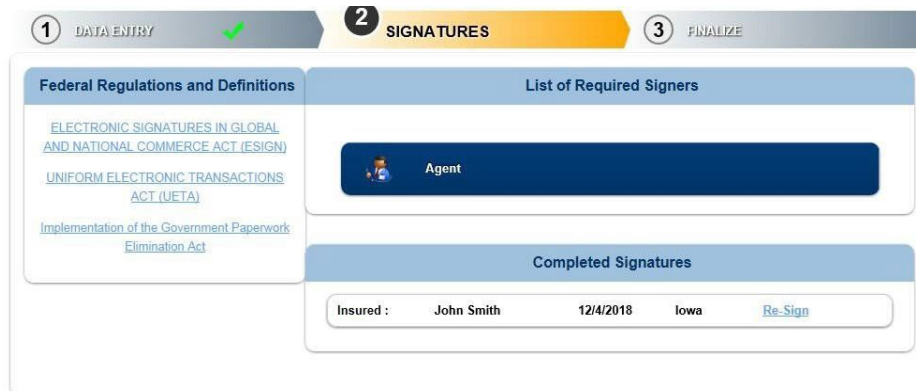 1 DATA ENTRY
2 SIGNATURES
3 FINALIZE
Federal Regulations and Definitions
ELECTRONIC SIGNATURES IN GLOBAL
AND NATIONAL COMMERCE ACT (ESIGN)
UNIFORM ELECTRONIC TRANSACTIONS
ACT (UETA)
Implementation of the Government Paperwork
Elimination Act
List of Required Signers
Agent
Completed Signatures
Insured : John Smith 12/4/2018 Iowa Re-Sign